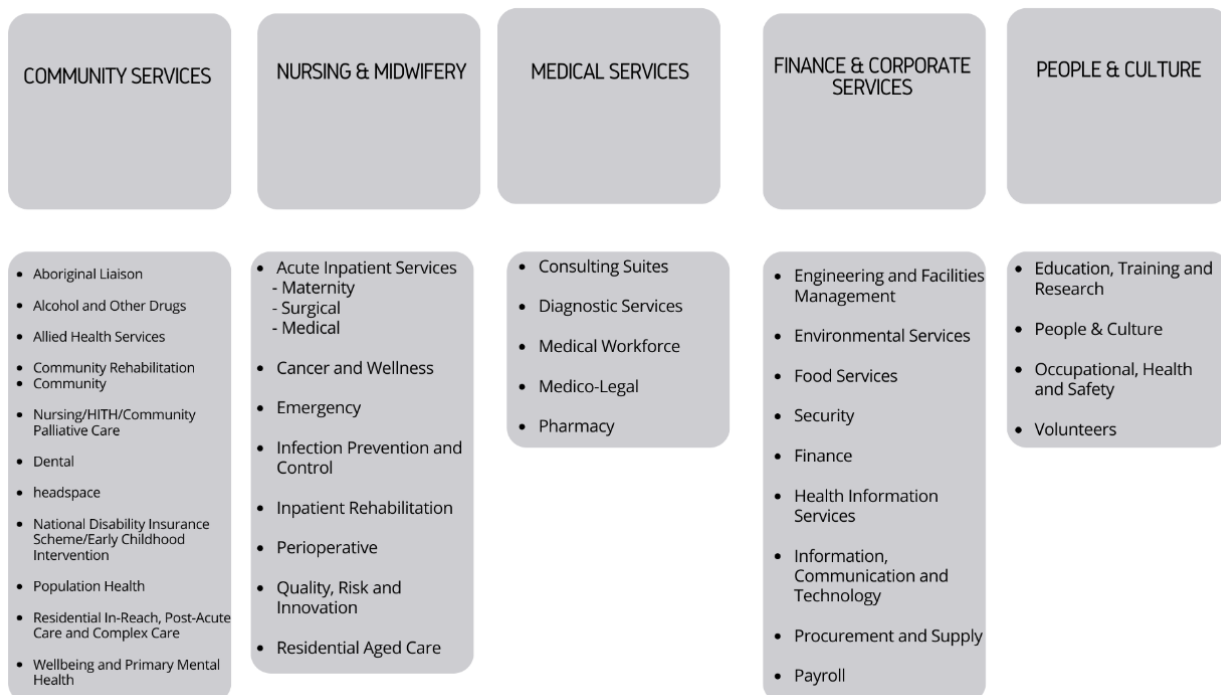 COMMUNITY SERVICES
NURSING & MIDWIFERY
MEDICAL SERVICES
FINANCE & CORPORATE
SERVICES
PEOPLE & CULTURE
• Aboriginal Liaison
• Alcohol and Other Drugs
• Allied Health Services
• Community Rehabilitation
• Community
• Nursing/HITH/Community
Palliative Care
• Dental
• headspace
• National Disability Insurance
Scheme/Early Childhood
Intervention
• Population Health
• Residential In-Reach, Post-Acute
Care and Complex Care
• Wellbeing and Primary Mental
Health
• Acute Inpatient Services
- Maternity
- Surgical
- Medical
• Cancer and Wellness
• Emergency
• Infection Prevention and
Control
• Inpatient Rehabilitation
• Perioperative
• Quality, Risk and
Innovation
• Residential Aged Care
• Consulting Suites
• Diagnostic Services
• Medical Workforce
• Medico-Legal
• Pharmacy
• Engineering and Facilities
Management
• Environmental Services
• Food Services
• Security
• Finance
• Health Information
Services
• Information,
Communication and
Technology
• Procurement and Supply
• Payroll
• Education, Training and
Research
• People & Culture
• Occupational, Health
and Safety
• Volunteers